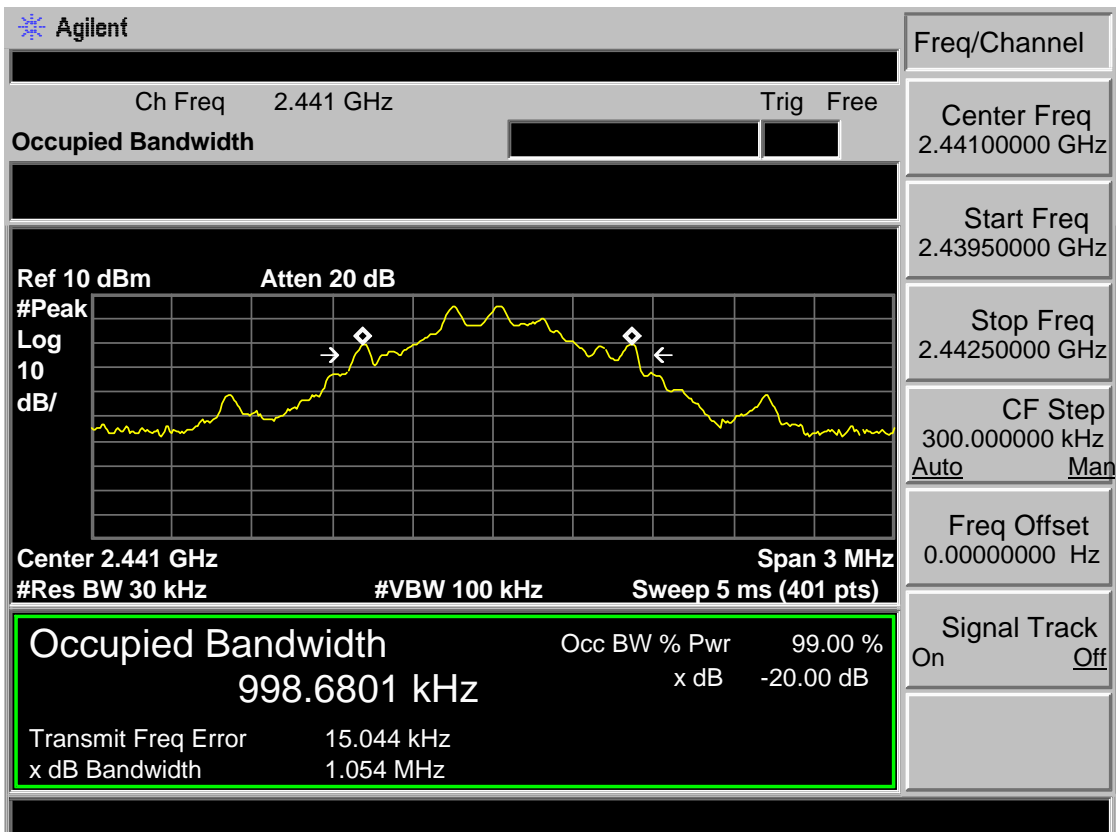 Agilent
Freq/Channel
Ch Freq 2.441 GHz Trig Free
Occupied Bandwidth
Center Freq
2.44100000 GHz
Start Freq
2.43950000 GHz
Stop Freq
2.44250000 GHz
CF Step
300.000000 kHz
Auto Man
Freq Offset
0.00000000 Hz
Signal Track
On Off
Ref 10 dBm Atten 20 dB
#Peak
Log
10
dB/
Center 2.441 GHz Span 3 MHz
#Res BW 30 kHz #VBW 100 kHz Sweep 5 ms (401 pts)
Occupied Bandwidth Occ BW % Pwr 99.00 %
998.6801 kHz x dB -20.00 dB
Transmit Freq Error 15.044 kHz
x dB Bandwidth 1.054 MHz